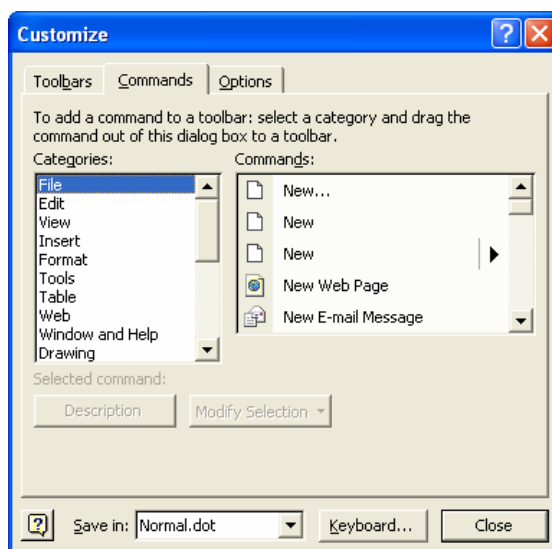 Customize
Toolbars Commands Options
To add a command to a toolbar: select a category and drag the
command out of this dialog box to a toolbar.
Categories: Commands:
File
Edit
View
Insert
Format
Tools
Table
Web
Window and Help
Drawing
New...
New
New
New Web Page
New E-mail Message
Selected command:
Description Modify Selection
Save in: Normal.dot Keyboard... Close